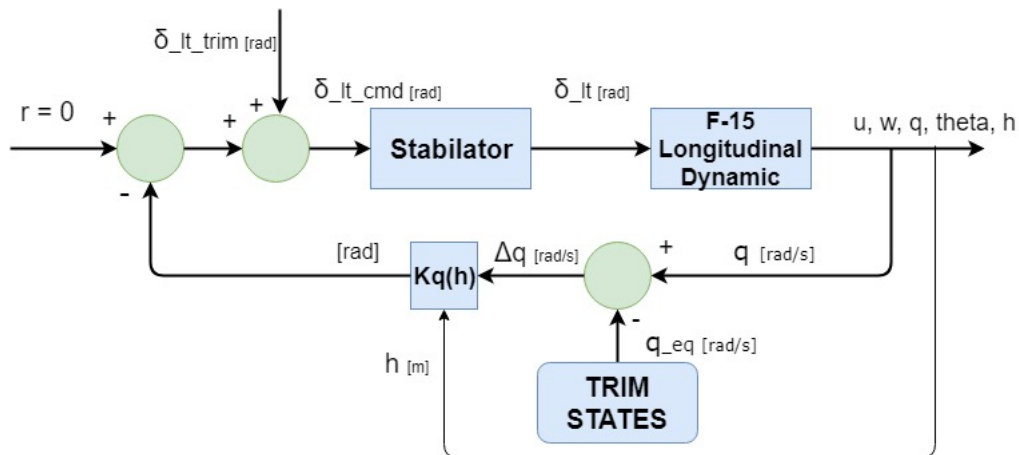 δ_lt_trim [rad]
r = 0
+
+
+
δ_lt_cmd [rad]
Stabilator
δ_lt [rad]
F-15
Longitudinal
Dynamic
u, w, q, theta, h
-
[rad]
Kq(h)
Δq [rad/s]
+
q [rad/s]
-
q_eq [rad/s]
h [m]
TRIM
STATES